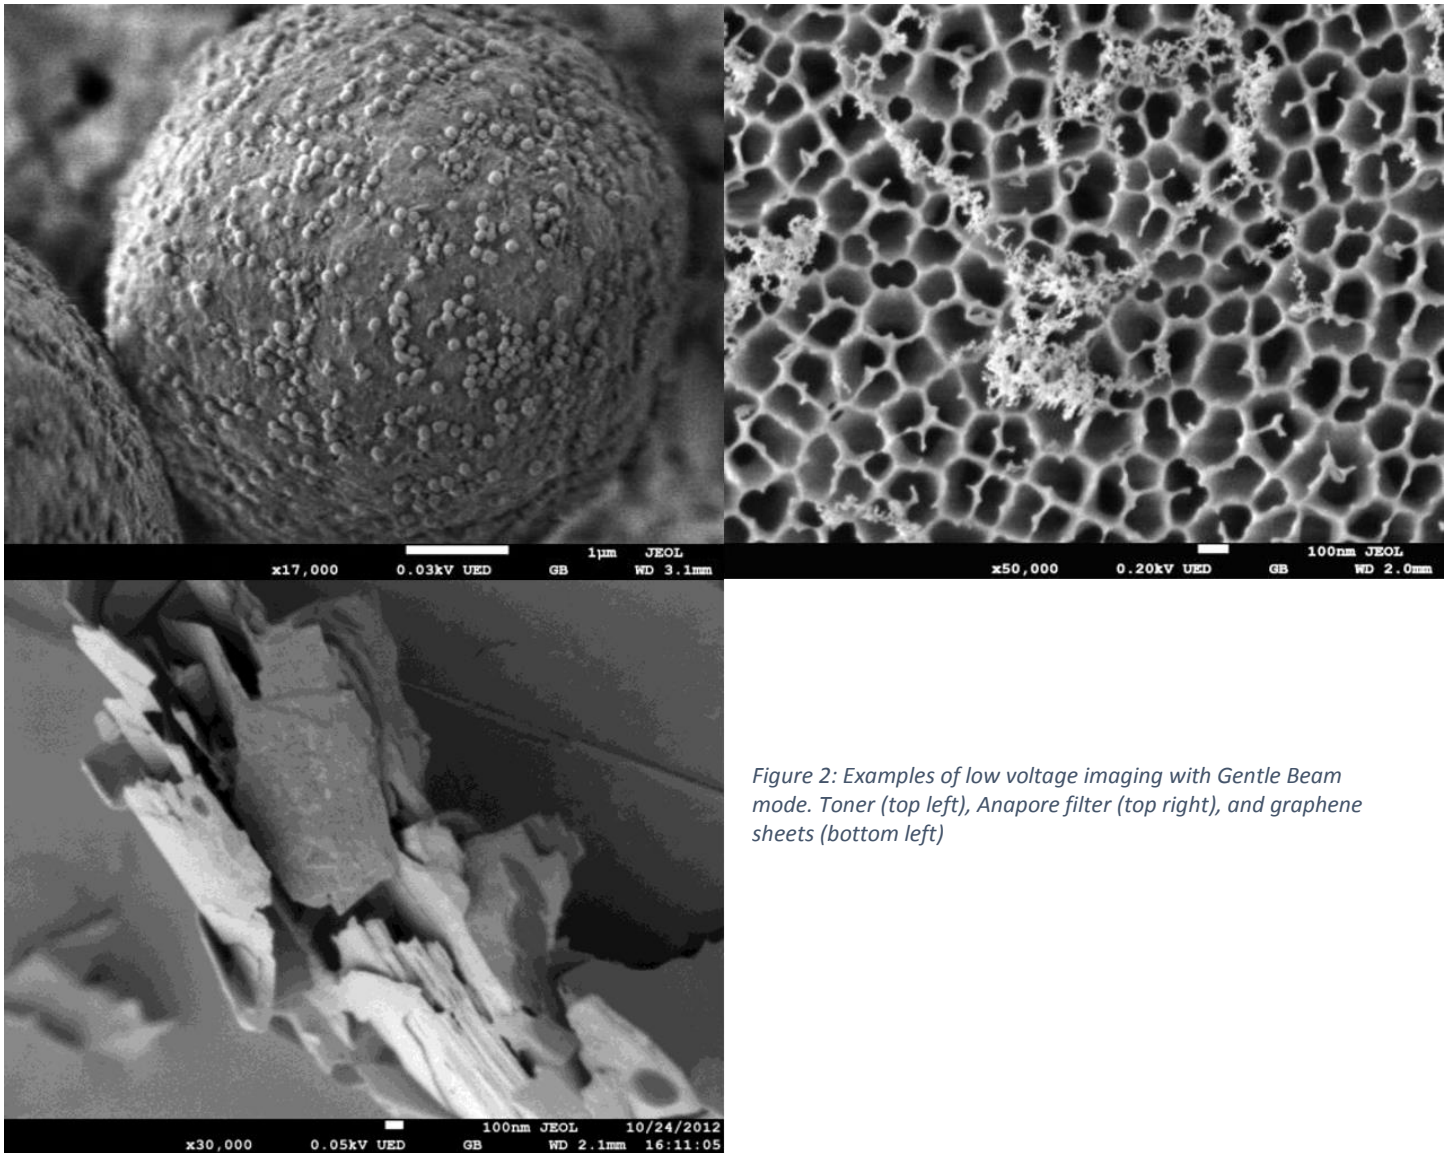 1µm JEOL
x17,000 0.03kV UED GB WD 3.1mm
100nm JEOL
x50,000 0.20kV UED GB WD 2.0mm
100nm JEOL 10/24/2012
x30,000 0.05kV UED GB WD 2.1mm 16:11:05
Figure 2: Examples of low voltage imaging with Gentle Beam
mode. Toner (top left), Anapore filter (top right), and graphene
sheets (bottom left)